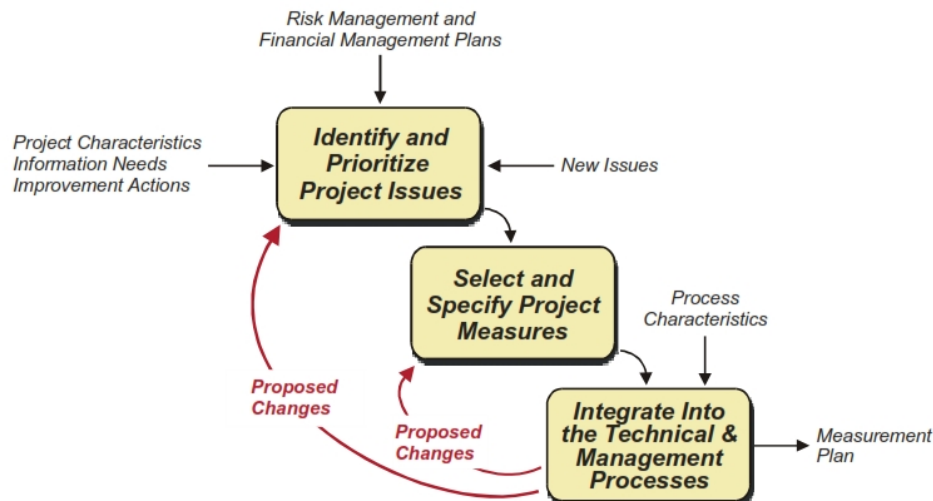 Risk Management and
Financial Management Plans
Project Characteristics
Information Needs
Improvement Actions
Identify and
Prioritize
Project Issues
New Issues
Select and
Specify Project
Measures
Process
Characteristics
Proposed
Changes
Proposed
Changes
Integrate Into
the Technical &
Management
Processes
Measurement
Plan